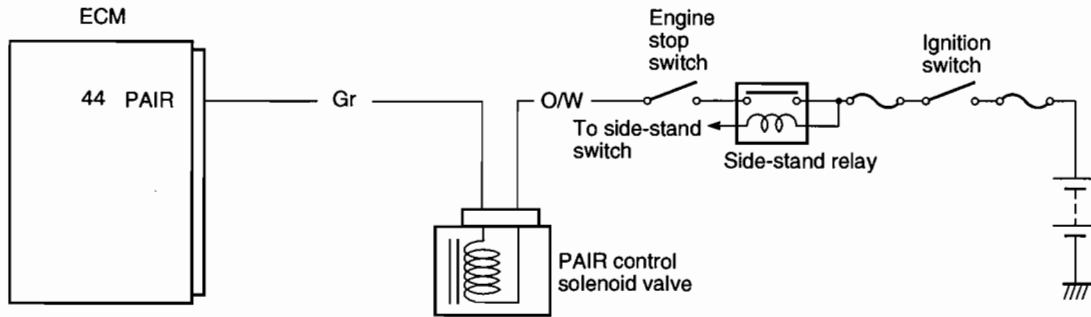 ECM
44 PAIR
Gr
O/W
Engine
stop
switch
Ignition
switch
To side-stand
switch
Side-stand relay
PAIR control
solenoid valve